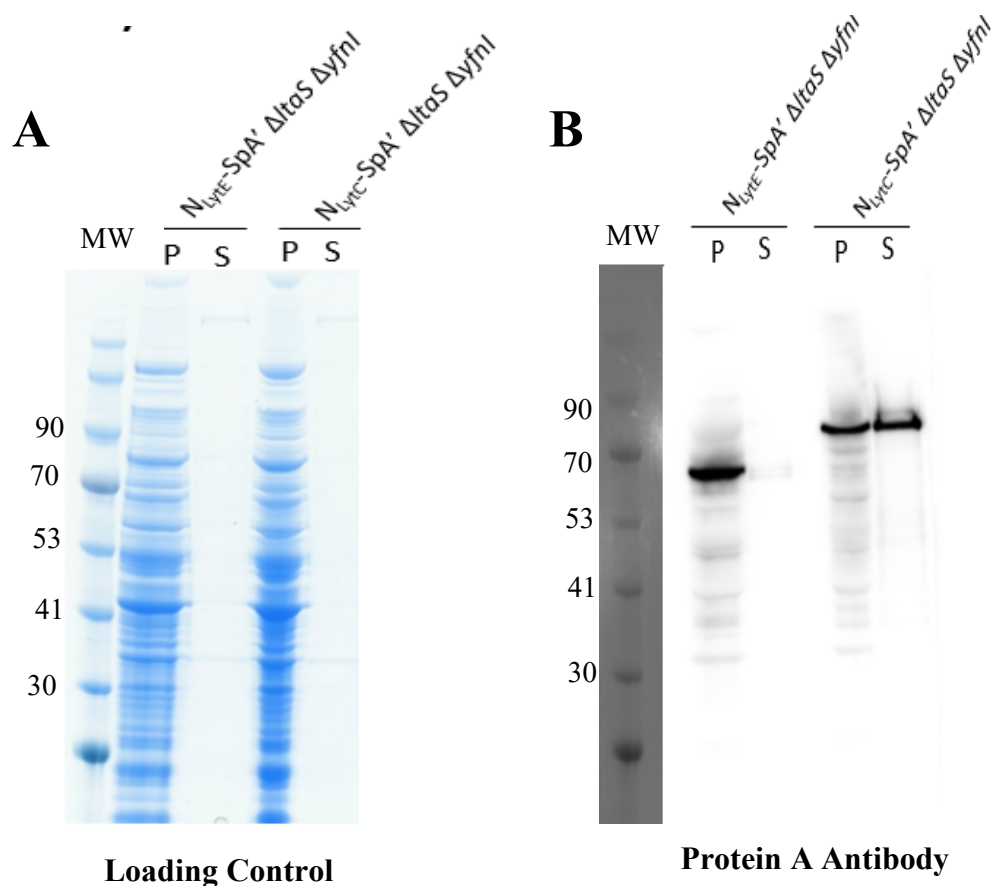 A
N_LytE-SpA' ΔltaS ΔyfnI
N_LytC-SpA' ΔltaS ΔyfnI
MW
P
S
P
S
90
70
53
41
30
Loading Control
B
N_LytE-SpA' ΔltaS ΔyfnI
N_LytC-SpA' ΔltaS ΔyfnI
MW
P
S
P
S
90
70
53
41
30
Protein A Antibody